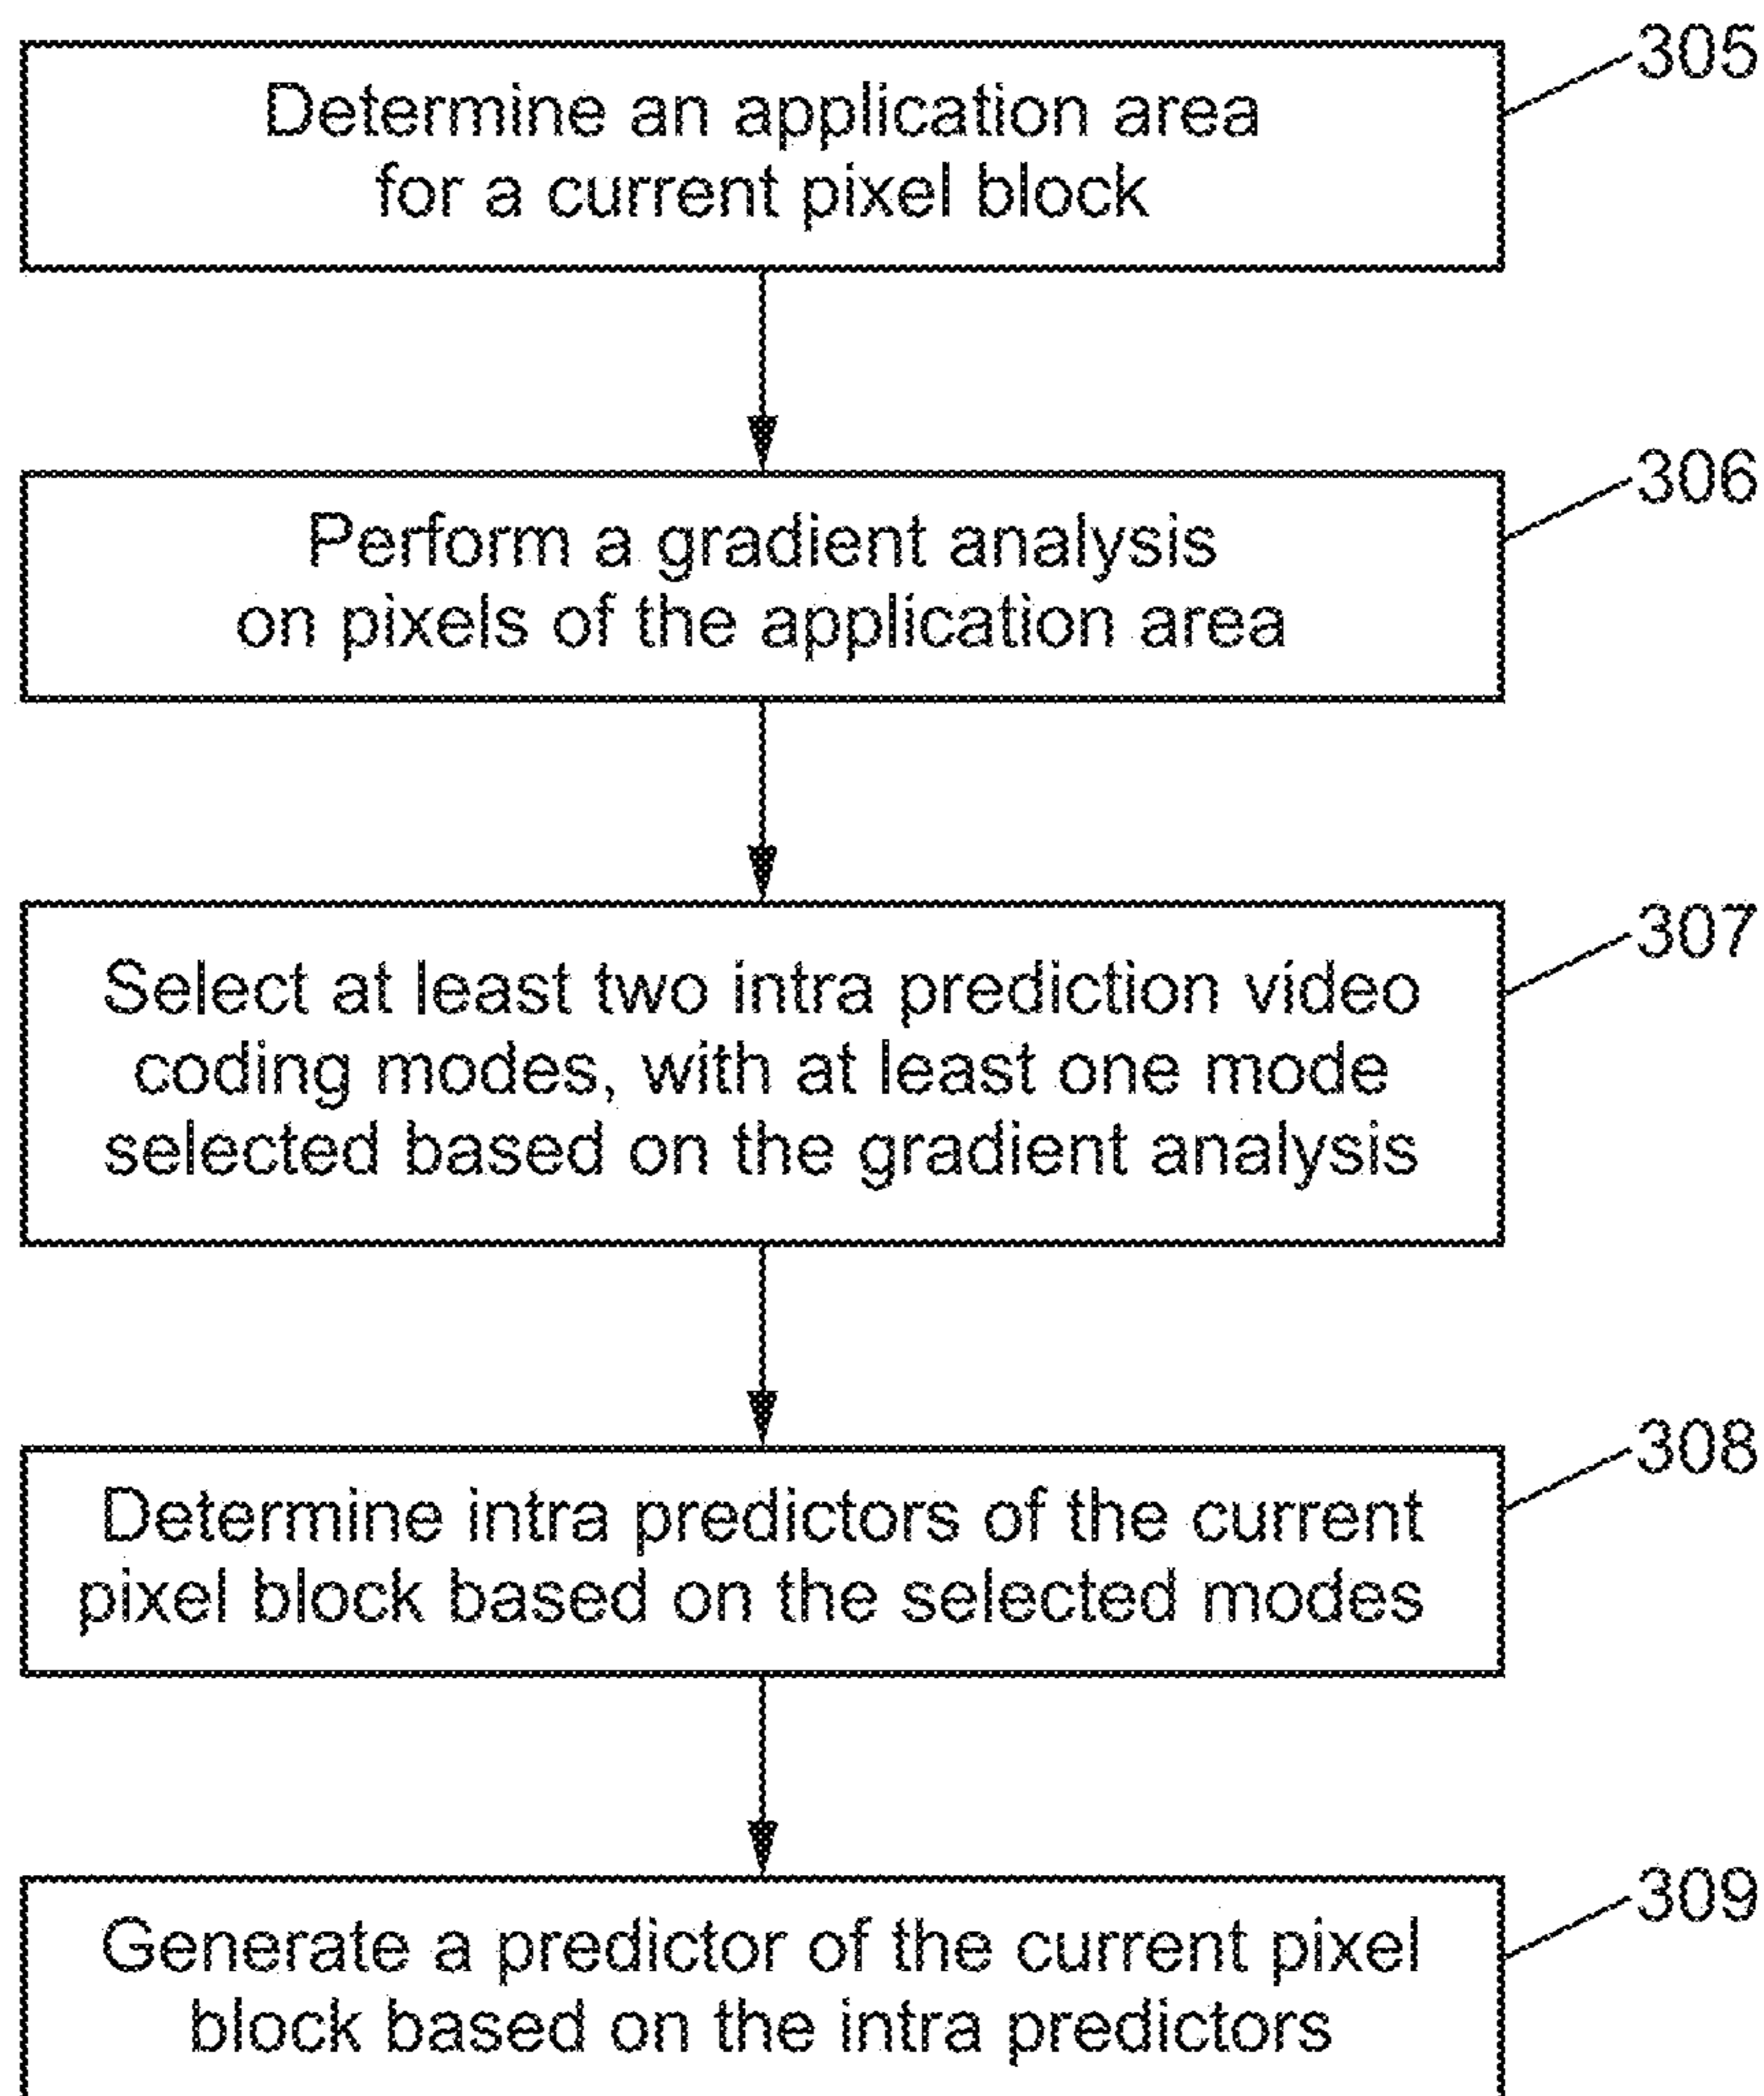 305
Determine an application area
for a current pixel block
306
Perform a gradient analysis
on pixels of the application area
307
Select at least two intra prediction video
coding modes, with at least one mode
selected based on the gradient analysis
308
Determine intra predictors of the current
pixel block based on the selected modes
309
Generate a predictor of the current pixel
block based on the intra predictors